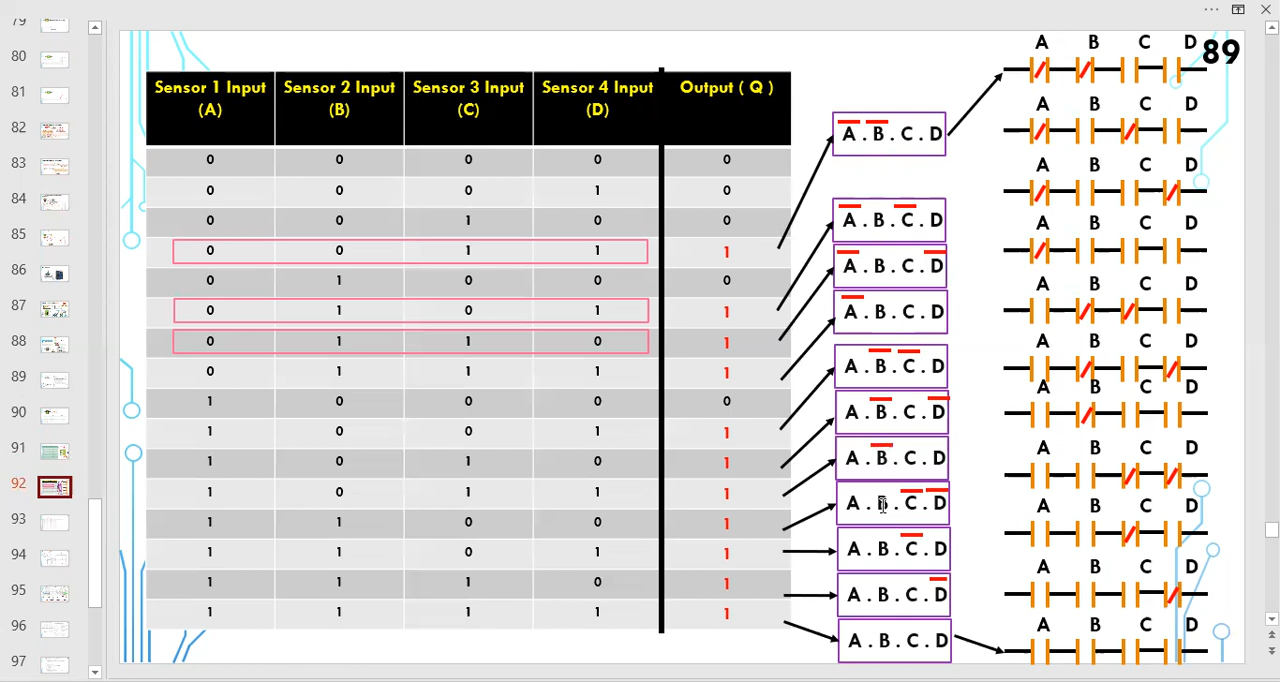 79
80
81
82
83
84
85
86
87
88
89
90
91
92
93
94
95
96
97
89
Sensor 1 Input (A) Sensor 2 Input (B) Sensor 3 Input (C) Sensor 4 Input (D) Output ( Q )
0 0 0 0 0
0 0 0 1 0
0 0 1 0 0
0 0 1 1 1
0 1 0 0 0
0 1 0 1 1
0 1 1 0 1
0 1 1 1 1
1 0 0 0 0
1 0 0 1 1
1 0 1 0 1
1 0 1 1 1
1 1 0 0 1
1 1 0 1 1
1 1 1 0 1
1 1 1 1 1
A̅ . B̅ . C . D
A̅ . B . C̅ . D
A̅ . B . C . D̅
A̅ . B . C . D
A . B̅ . C̅ . D
A . B̅ . C . D̅
A . B̅ . C . D
A . B . C̅ . D̅
A . B . C̅ . D
A . B . C . D̅
A . B . C . D
A B C D
A B C D
A B C D
A B C D
A B C D
A B C D
A B C D
A B C D
A B C D
A B C D
A B C D